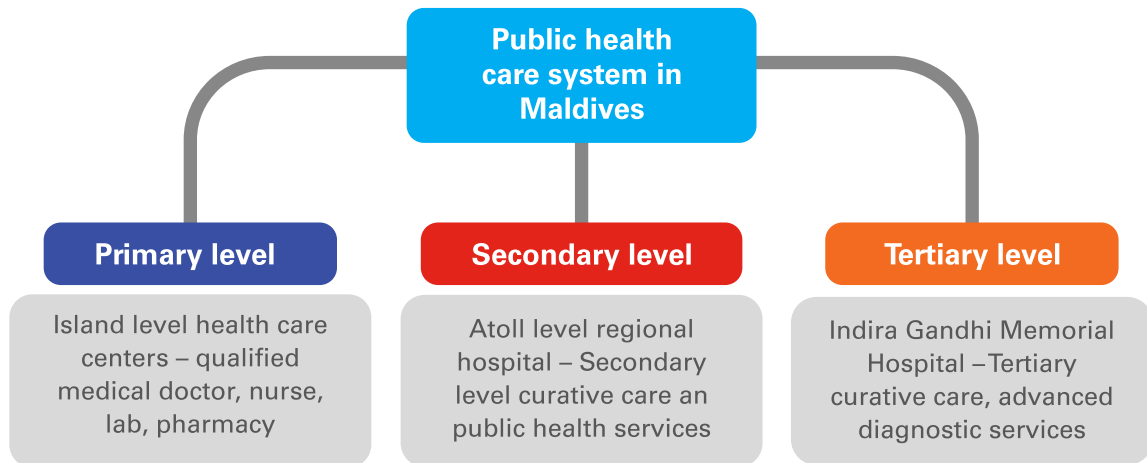 Public health
care system in
Maldives
Primary level
Secondary level
Tertiary level
Island level health care
centers – qualified
medical doctor, nurse,
lab, pharmacy
Atoll level regional
hospital – Secondary
level curative care an
public health services
Indira Gandhi Memorial
Hospital – Tertiary
curative care, advanced
diagnostic services